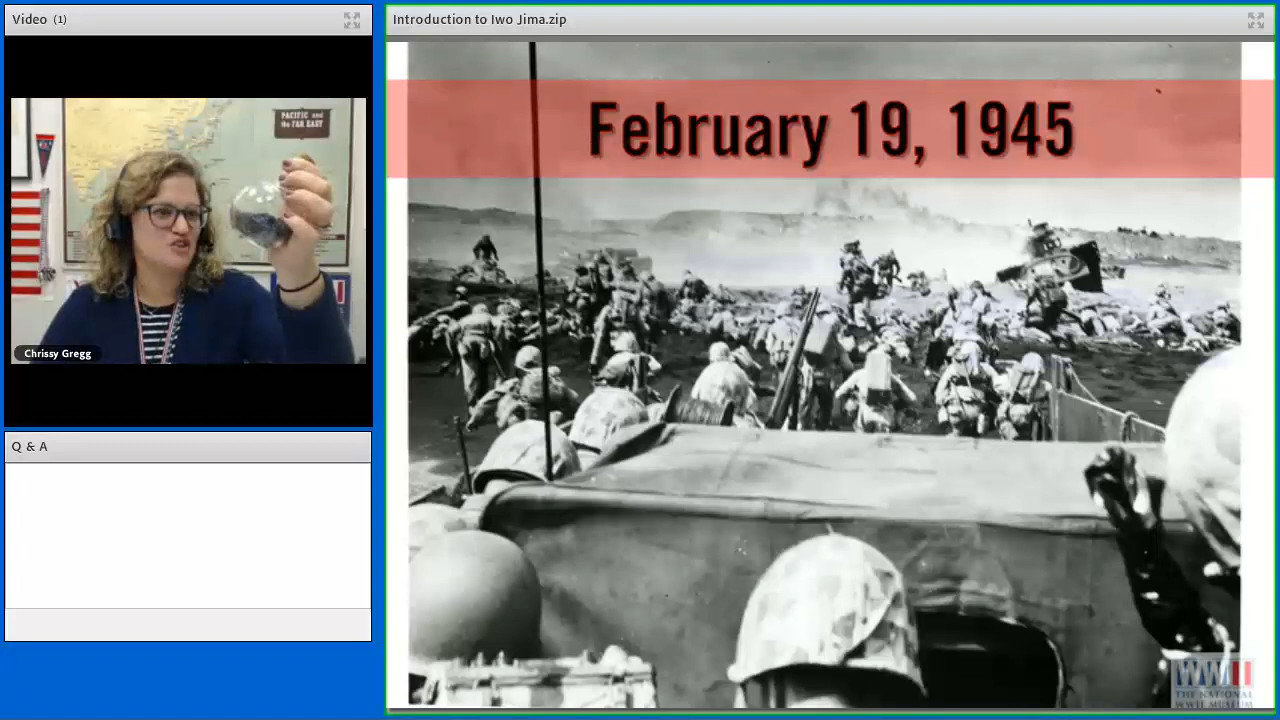 Video (1)
PACIFIC and
the FAR EAST
Chrissy Gregg
Q & A
Introduction to Iwo Jima.zip
February 19, 1945
WWII
THE NATIONAL
WWII MUSEUM